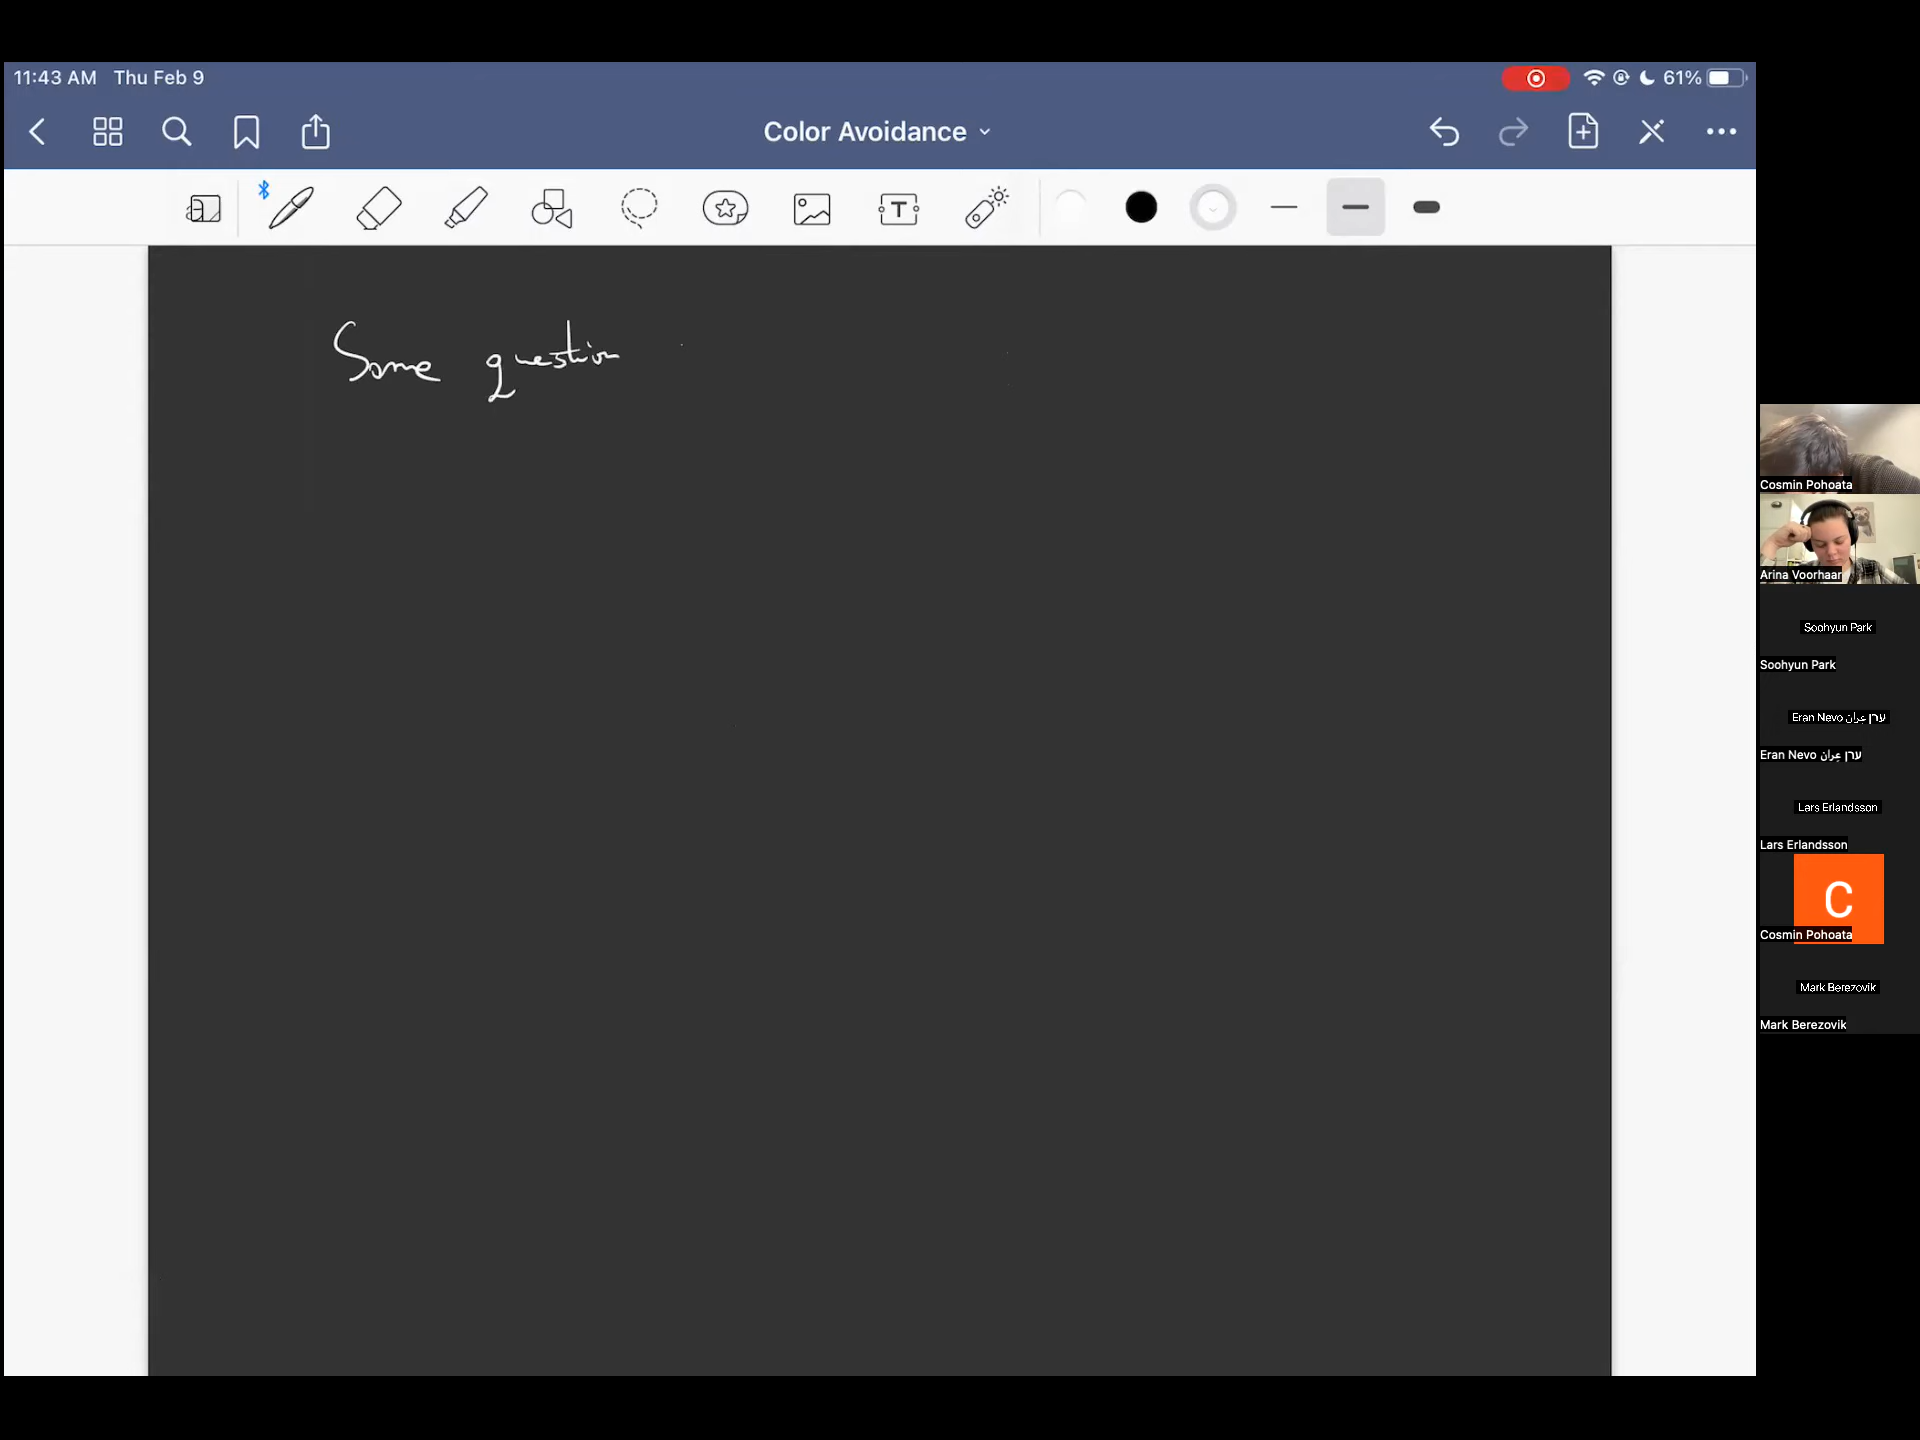 11:43 AM Thu Feb 9
61%
Color Avoidance
Some question
Cosmin Pohoata
Arina Voorhaar
Soohyun Park
Soohyun Park
Eran Nevo ערן عران
Eran Nevo ערן عران
Lars Erlandsson
Lars Erlandsson
C
Cosmin Pohoata
Mark Berezovik
Mark Berezovik